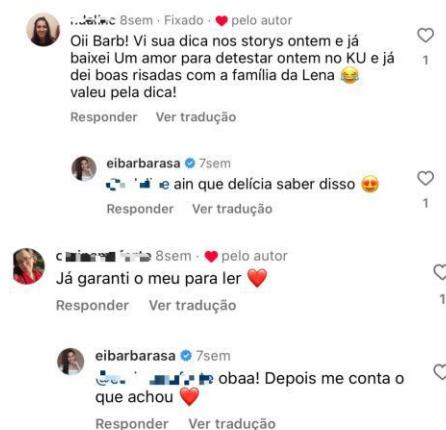 8sem · Fixado · ❤️ pelo autor
Oii Barb! Vi sua dica nos storys ontem e já
baixei Um amor para detestar ontem no KU e já
dei boas risadas com a família da Lena 😂
valeu pela dica!
1
Responder Ver tradução
eibarbarasa 7sem
ain que delícia saber disso 😍
Responder Ver tradução
1
8sem · ❤️ pelo autor
Já garanti o meu para ler ❤️
Responder Ver tradução
1
eibarbarasa 7sem
obaa! Depois me conta o
que achou ❤️
Responder Ver tradução